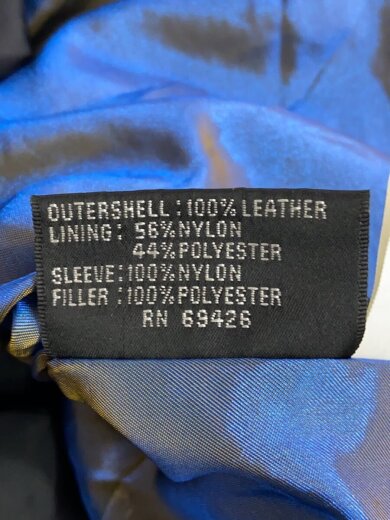 OUTERSHELL : 100% LEATHER
LINING : 56% NYLON
44% POLYESTER
SLEEVE : 100% NYLON
FILLER : 100% POLYESTER
RN 69426